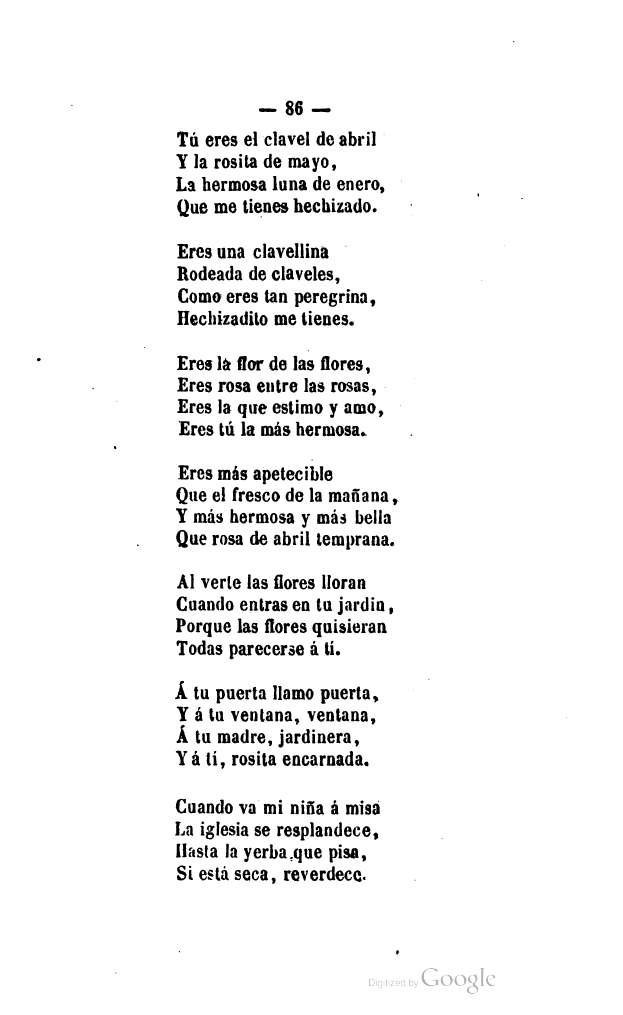 — 86 —
Tú eres el clavel de abril
Y la rosita de mayo,
La hermosa luna de enero,
Que me tienes hechizado.
Eres una clavellina
Rodeada de claveles,
Como eres tan peregrina,
Hechizadito me tienes.
Eres la flor de las flores,
Eres rosa entre las rosas,
Eres la que estimo y amo,
Eres tú la más hermosa.
Eres más apetecible
Que el fresco de la mañana,
Y más hermosa y más bella
Que rosa de abril temprana.
Al verte las flores lloran
Cuando entras en tu jardin,
Porque las flores quisieran
Todas parecerse á tí.
Á tu puerta llamo puerta,
Y á tu ventana, ventana,
Á tu madre, jardinera,
Y á tí, rosita encarnada.
Cuando va mi niña á misa
La iglesia se resplandece,
Hasta la yerba que pisa,
Si está seca, reverdece.
Digitized by Google